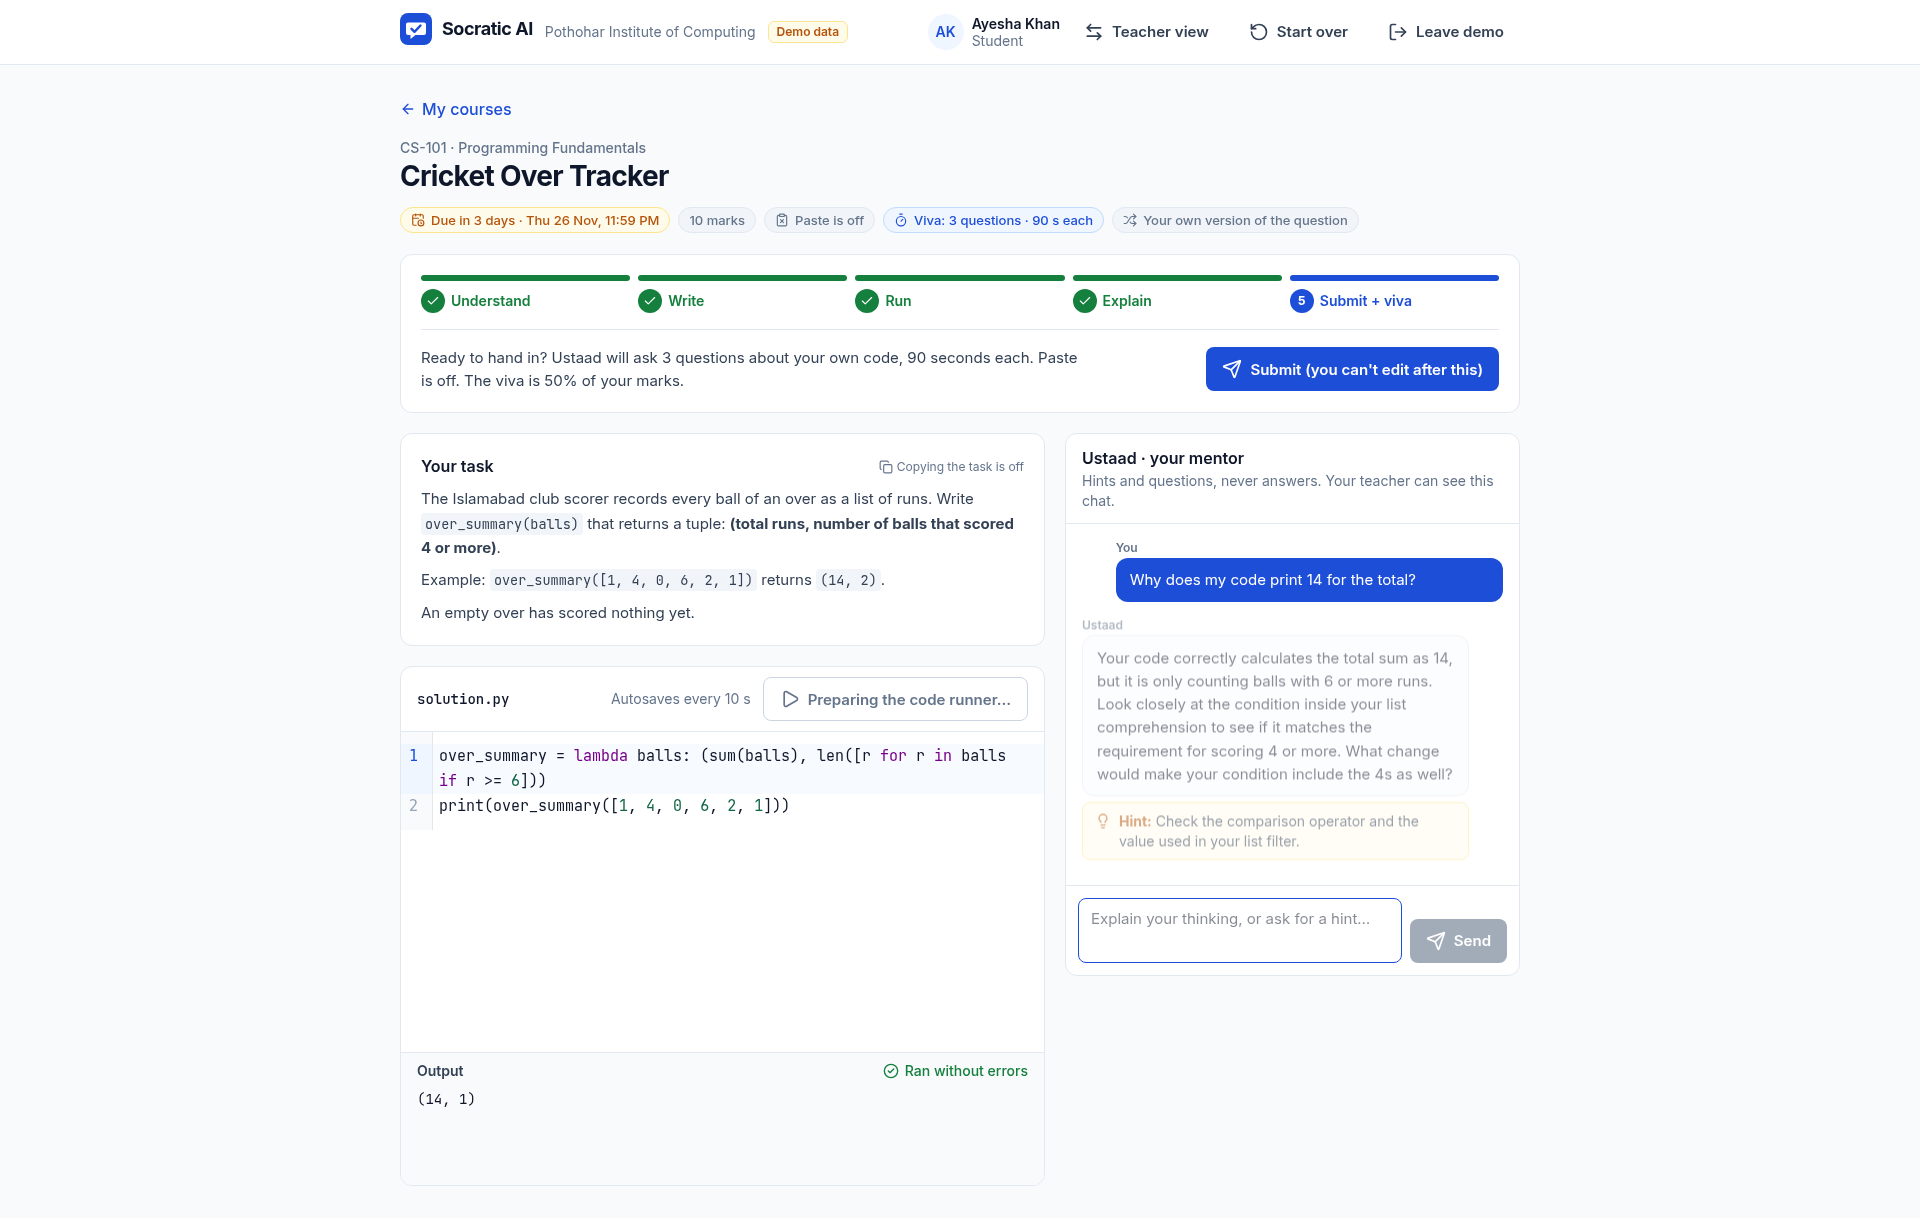 Socratic AI
Pothohar Institute of Computing
Demo data
AK
Ayesha Khan
Student
Teacher view
Start over
Leave demo
My courses
CS-101 · Programming Fundamentals
Cricket Over Tracker
Due in 3 days · Thu 26 Nov, 11:59 PM
10 marks
Paste is off
Viva: 3 questions · 90 s each
Your own version of the question
Understand
Write
Run
Explain
5
Submit + viva
Ready to hand in? Ustaad will ask 3 questions about your own code, 90 seconds each. Paste
is off. The viva is 50% of your marks.
Submit (you can't edit after this)
Your task
Copying the task is off
The Islamabad club scorer records every ball of an over as a list of runs. Write
over_summary(balls) that returns a tuple: (total runs, number of balls that scored
4 or more).
Example: over_summary([1, 4, 0, 6, 2, 1]) returns (14, 2).
An empty over has scored nothing yet.
solution.py
Autosaves every 10 s
Preparing the code runner...
1 over_summary = lambda balls: (sum(balls), len([r for r in balls
if r >= 6]))
2 print(over_summary([1, 4, 0, 6, 2, 1]))
Output
Ran without errors
(14, 1)
Ustaad · your mentor
Hints and questions, never answers. Your teacher can see this
chat.
You
Why does my code print 14 for the total?
Ustaad
Your code correctly calculates the total sum as 14,
but it is only counting balls with 6 or more runs.
Look closely at the condition inside your list
comprehension to see if it matches the
requirement for scoring 4 or more. What change
would make your condition include the 4s as well?
Hint: Check the comparison operator and the
value used in your list filter.
Explain your thinking, or ask for a hint...
Send